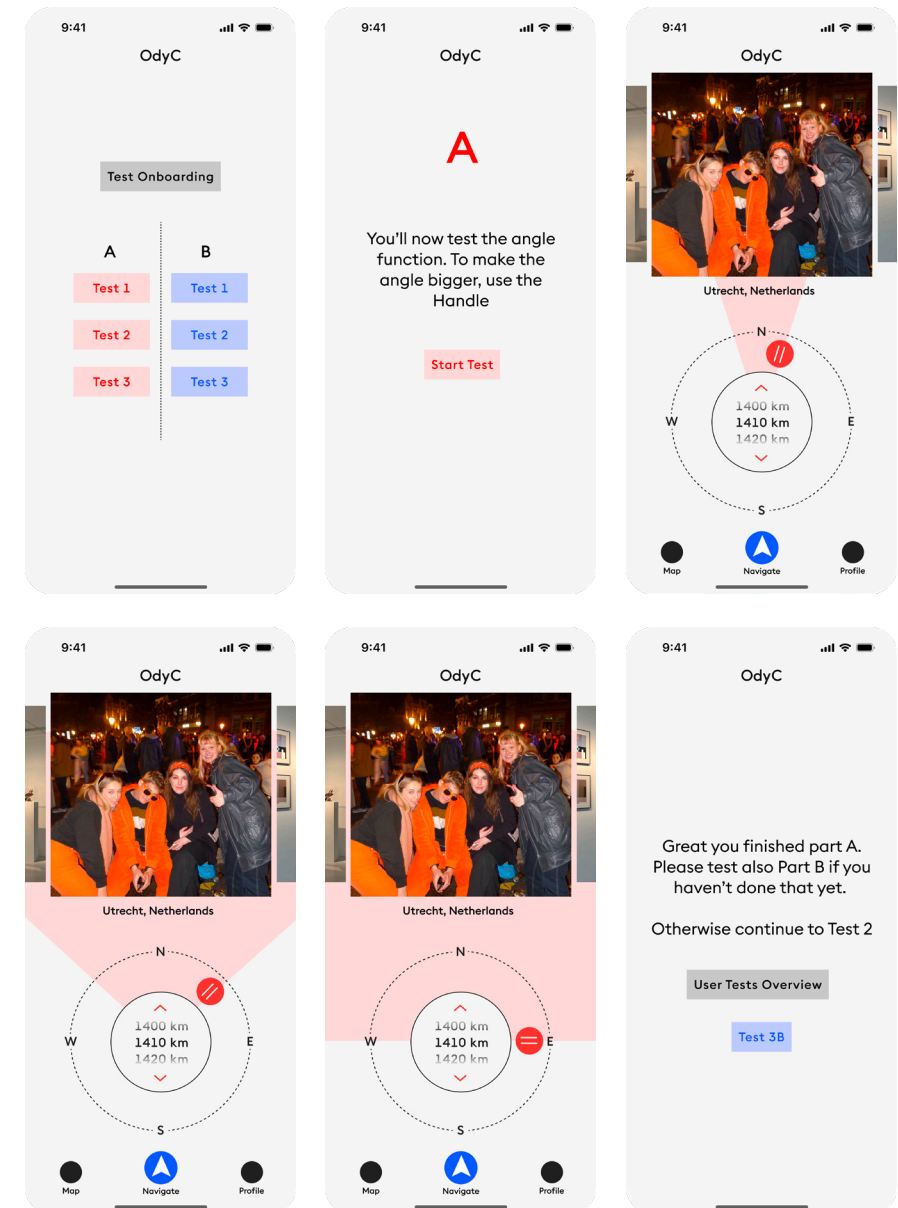 9:41
OdyC
Test Onboarding
A
B
Test 1
Test 1
Test 2
Test 2
Test 3
Test 3
9:41
OdyC
A
You'll now test the angle
function. To make the
angle bigger, use the
Handle
Start Test
9:41
OdyC
Utrecht, Netherlands
N
1400 km
W
1410 km
E
1420 km
S
Map
Navigate
Profile
9:41
OdyC
Utrecht, Netherlands
N
1400 km
W
1410 km
E
1420 km
S
Map
Navigate
Profile
9:41
OdyC
Utrecht, Netherlands
N
1400 km
W
1410 km
E
1420 km
S
Map
Navigate
Profile
9:41
OdyC
Great you finished part A.
Please test also Part B if you
haven't done that yet.
Otherwise continue to Test 2
User Tests Overview
Test 3B